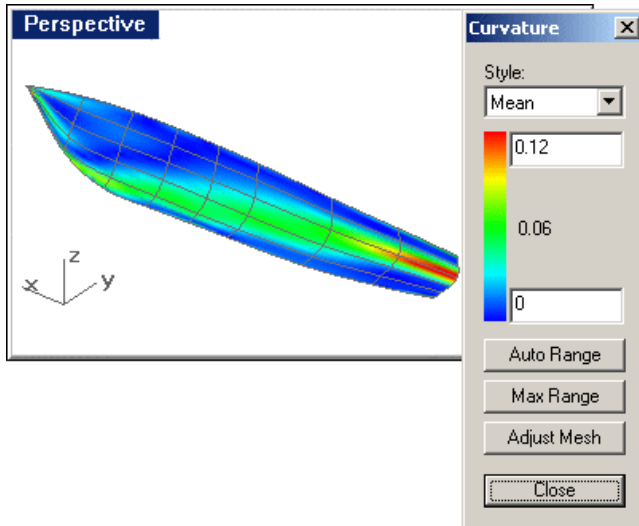 Perspective
z
x
y
Curvature
Style:
Mean
0.12
0.06
0
Auto Range
Max Range
Adjust Mesh
Close